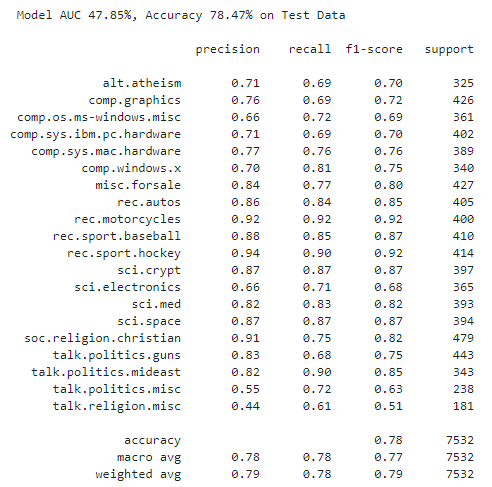 Model AUC 47.85%, Accuracy 78.47% on Test Data
precision recall f1-score support
alt.atheism 0.71 0.69 0.70 325
comp.graphics 0.76 0.69 0.72 426
comp.os.ms-windows.misc 0.66 0.72 0.69 361
comp.sys.ibm.pc.hardware 0.71 0.69 0.70 402
comp.sys.mac.hardware 0.77 0.76 0.76 389
comp.windows.x 0.70 0.81 0.75 340
misc.forsale 0.84 0.77 0.80 427
rec.autos 0.86 0.84 0.85 405
rec.motorcycles 0.92 0.92 0.92 400
rec.sport.baseball 0.88 0.85 0.87 410
rec.sport.hockey 0.94 0.90 0.92 414
sci.crypt 0.87 0.87 0.87 397
sci.electronics 0.66 0.71 0.68 365
sci.med 0.82 0.83 0.82 393
sci.space 0.87 0.87 0.87 394
soc.religion.christian 0.91 0.75 0.82 479
talk.politics.guns 0.83 0.68 0.75 443
talk.politics.mideast 0.82 0.90 0.85 343
talk.politics.misc 0.55 0.72 0.63 238
talk.religion.misc 0.44 0.61 0.51 181
accuracy 0.78 7532
macro avg 0.78 0.78 0.77 7532
weighted avg 0.79 0.78 0.79 7532